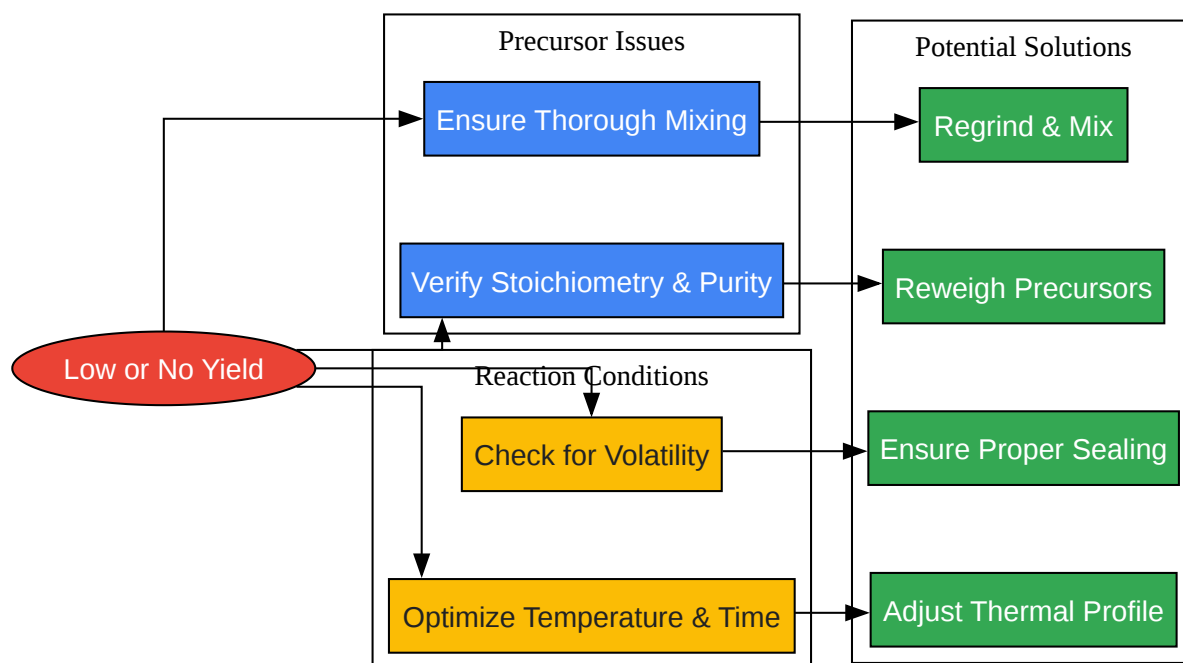 Precursor Issues
Potential Solutions
Ensure Thorough Mixing
Regrind & Mix
Verify Stoichiometry & Purity
Reweigh Precursors
Low or No Yield
Reaction Conditions
Check for Volatility
Ensure Proper Sealing
Optimize Temperature & Time
Adjust Thermal Profile